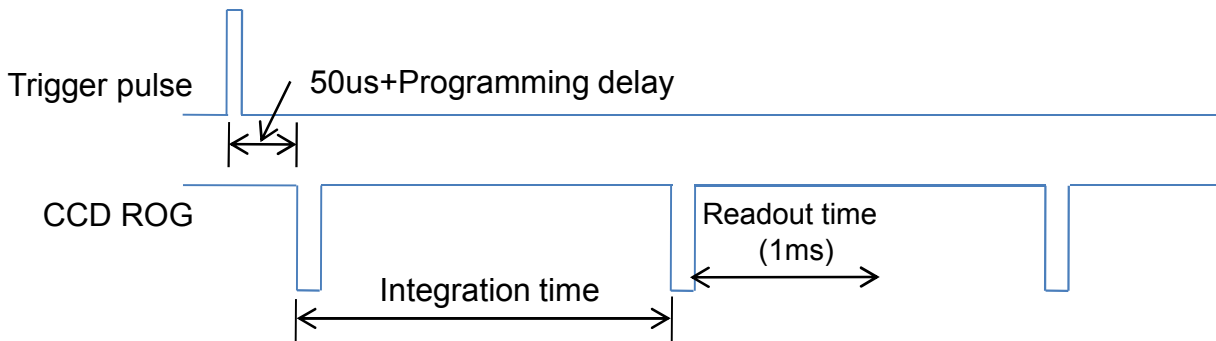 50us+Programming delay
Trigger pulse
CCD ROG
Readout time
(1ms)
Integration time